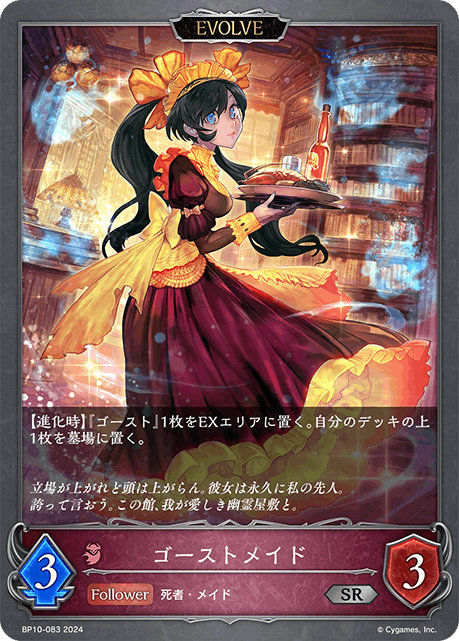 EVOLVE
【進化時】『ゴースト』1枚をEXエリアに置く。自分のデッキの上
1枚を墓場に置く。
立場が上がれど頭は上がらん。彼女は永久に私の先人。
誇って言おう。この館、我が愛しき幽霊屋敷と。
ゴーストメイド
3
3
Follower 死者・メイド SR
BP10-083 2024 © Cygames, Inc.